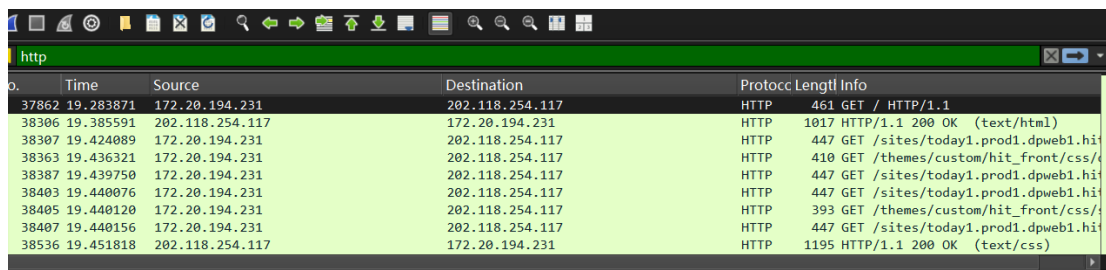 http
o. Time Source Destination Protocc Lengtl Info
37862 19.283871 172.20.194.231 202.118.254.117 HTTP 461 GET / HTTP/1.1
38306 19.385591 202.118.254.117 172.20.194.231 HTTP 1017 HTTP/1.1 200 OK (text/html)
38307 19.424089 172.20.194.231 202.118.254.117 HTTP 447 GET /sites/today1.prod1.dpweb1.hit
38363 19.436321 172.20.194.231 202.118.254.117 HTTP 410 GET /themes/custom/hit_front/css/
38387 19.439750 172.20.194.231 202.118.254.117 HTTP 447 GET /sites/today1.prod1.dpweb1.hit
38403 19.440076 172.20.194.231 202.118.254.117 HTTP 447 GET /sites/today1.prod1.dpweb1.hit
38405 19.440120 172.20.194.231 202.118.254.117 HTTP 393 GET /themes/custom/hit_front/css/
38407 19.440156 172.20.194.231 202.118.254.117 HTTP 447 GET /sites/today1.prod1.dpweb1.hit
38536 19.451818 202.118.254.117 172.20.194.231 HTTP 1195 HTTP/1.1 200 OK (text/css)